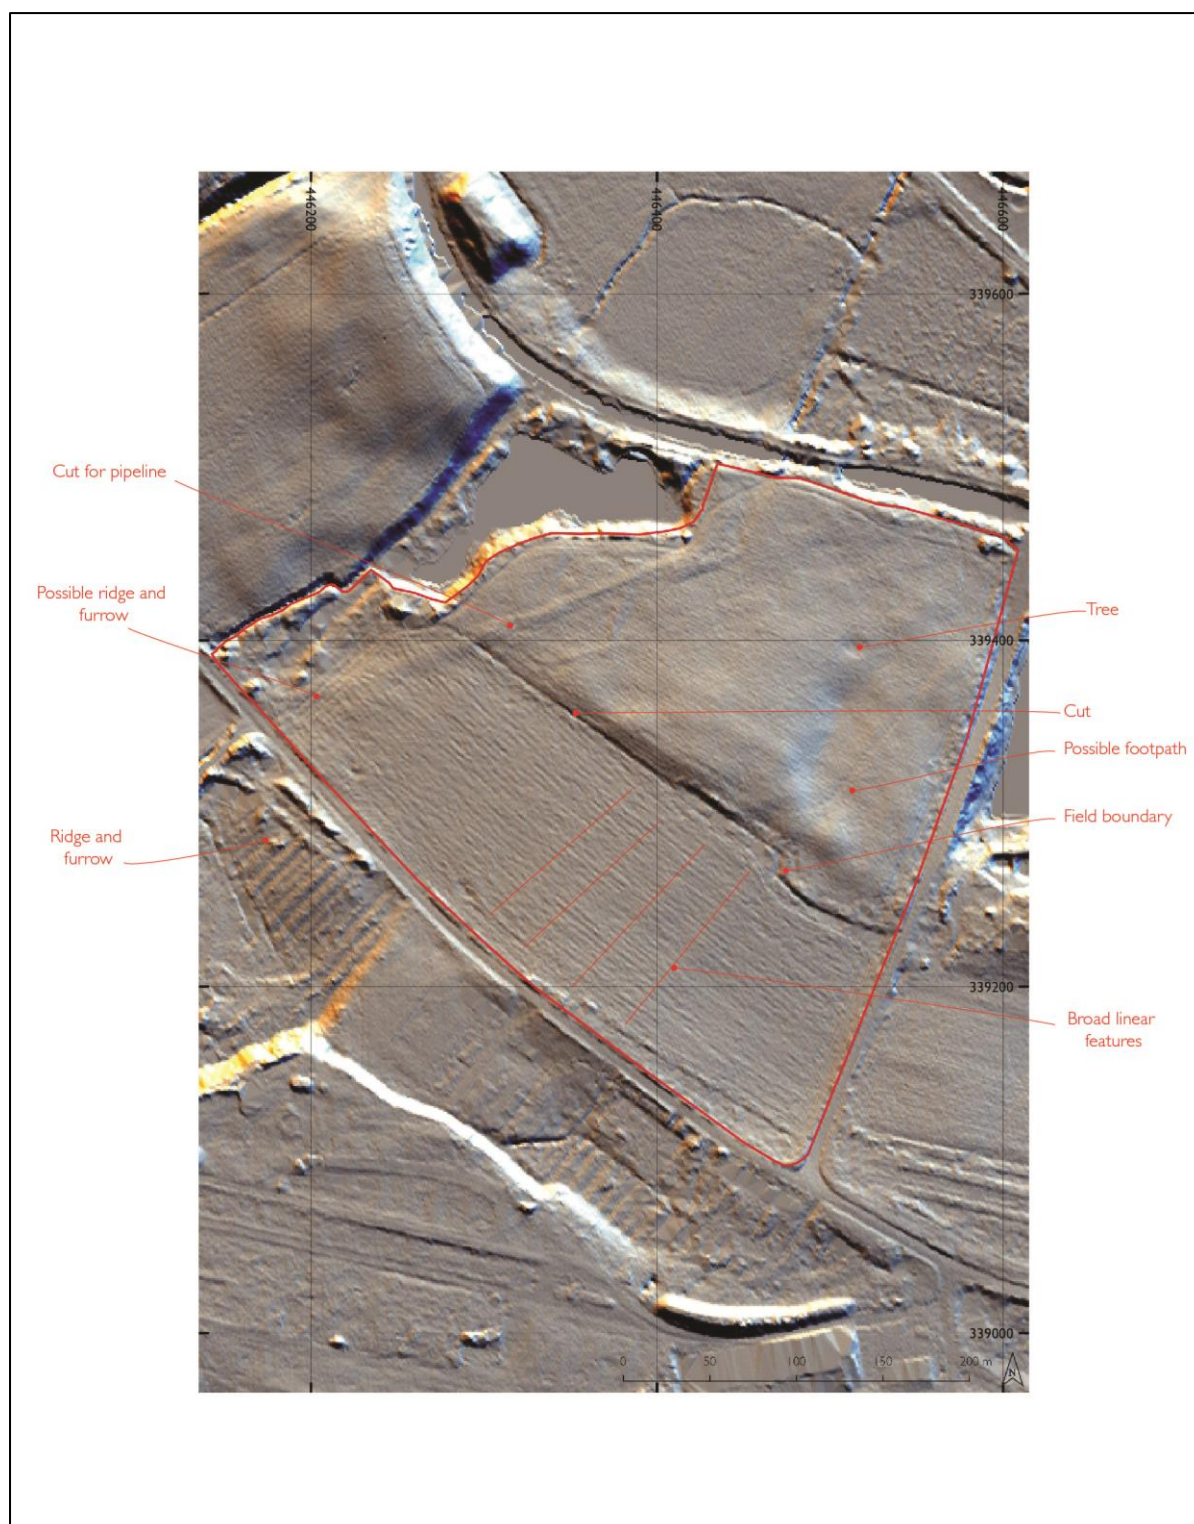 446200
446400
446600
339600
Cut for pipeline
Possible ridge and
furrow
Tree
339400
Cut
Possible footpath
Field boundary
Ridge and
furrow
339200
Broad linear
features
339000
0 50 100 150 200 m
N